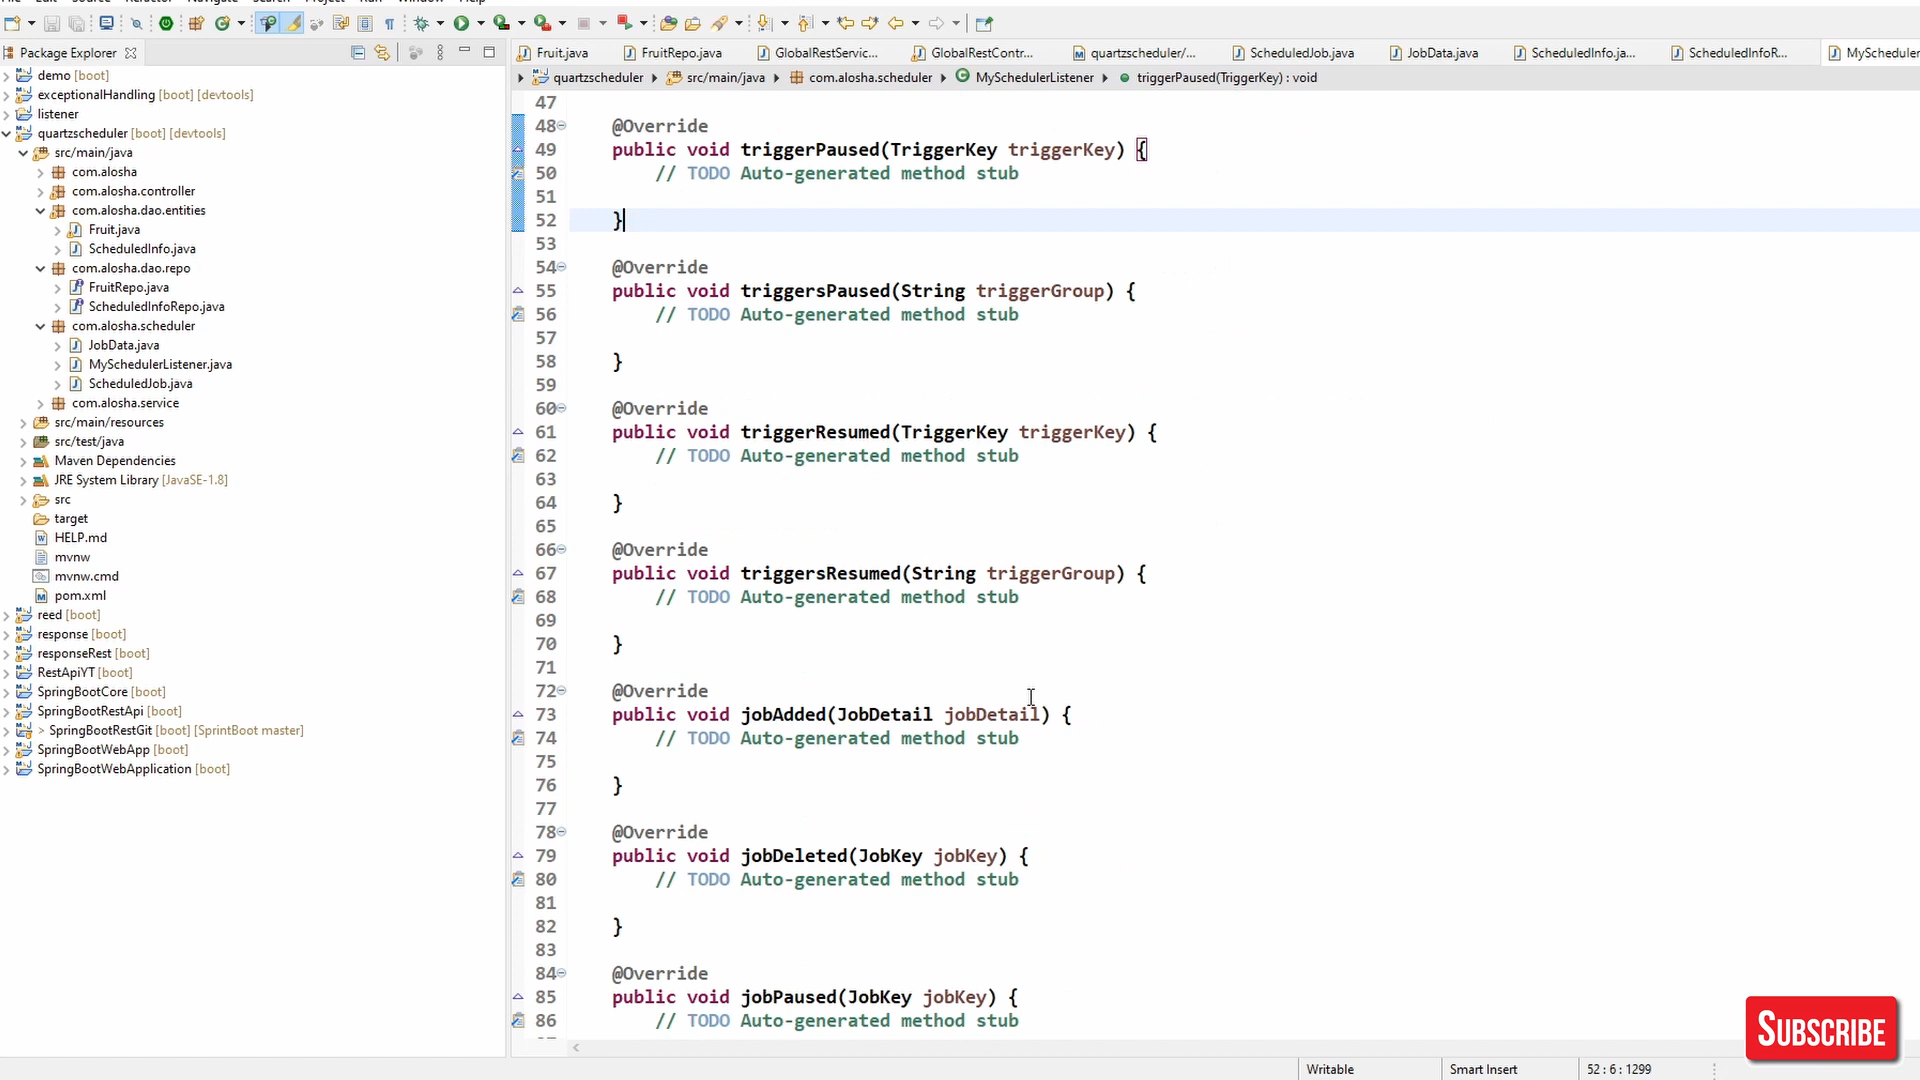 File Edit Source Refactor Navigate Search Project Run Window Help
Package Explorer
demo [boot]
exceptionalHandling [boot] [devtools]
listener
quartzscheduler [boot] [devtools]
src/main/java
com.alosha
com.alosha.controller
com.alosha.dao.entities
Fruit.java
ScheduledInfo.java
com.alosha.dao.repo
FruitRepo.java
ScheduledInfoRepo.java
com.alosha.scheduler
JobData.java
MySchedulerListener.java
ScheduledJob.java
com.alosha.service
src/main/resources
src/test/java
Maven Dependencies
JRE System Library [JavaSE-1.8]
src
target
HELP.md
mvnw
mvnw.cmd
pom.xml
reed [boot]
response [boot]
responseRest [boot]
RestApiYT [boot]
SpringBootCore [boot]
SpringBootRestApi [boot]
> SpringBootRestGit [boot] [SprintBoot master]
SpringBootWebApp [boot]
SpringBootWebApplication [boot]
Fruit.java FruitRepo.java GlobalRestServic... GlobalRestContr... quartzscheduler/... ScheduledJob.java JobData.java ScheduledInfo.ja... ScheduledInfoR... MyScheduler
quartzscheduler src/main/java com.alosha.scheduler MySchedulerListener triggerPaused(TriggerKey) : void
47
48 @Override
49 public void triggerPaused(TriggerKey triggerKey) {
50 // TODO Auto-generated method stub
51
52 }
53
54 @Override
55 public void triggersPaused(String triggerGroup) {
56 // TODO Auto-generated method stub
57
58 }
59
60 @Override
61 public void triggerResumed(TriggerKey triggerKey) {
62 // TODO Auto-generated method stub
63
64 }
65
66 @Override
67 public void triggersResumed(String triggerGroup) {
68 // TODO Auto-generated method stub
69
70 }
71
72 @Override
73 public void jobAdded(JobDetail jobDetail) {
74 // TODO Auto-generated method stub
75
76 }
77
78 @Override
79 public void jobDeleted(JobKey jobKey) {
80 // TODO Auto-generated method stub
81
82 }
83
84 @Override
85 public void jobPaused(JobKey jobKey) {
86 // TODO Auto-generated method stub
SUBSCRIBE
Writable Smart Insert 52 : 6 : 1299